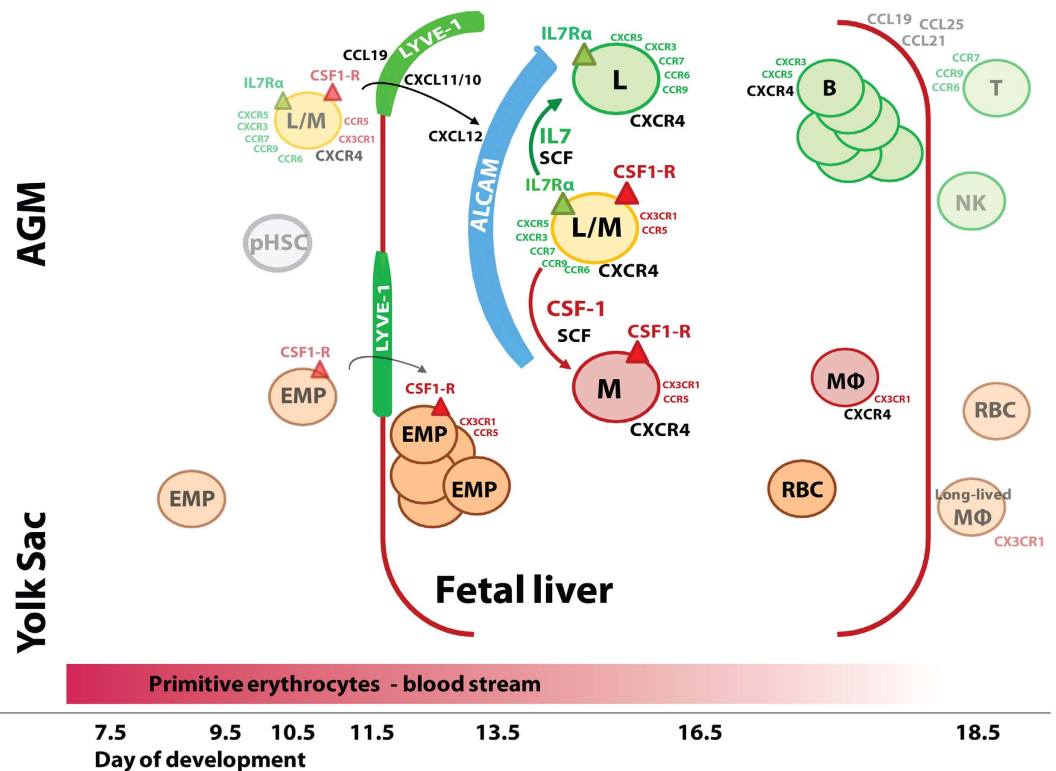 AGM
Yolk Sac
IL7Rα
CSF1-R
CXCR5
CXCR3
CCR7
CCR9
CCR6
L/M
CCR5
CX3CR1
CXCR4
pHSC
CSF1-R
EMP
EMP
CCL19
LYVE-1
CXCL11/10
CXCL12
LYVE-1
CSF1-R
EMP
CX3CR1
CCR5
EMP
ALCAM
IL7Rα
CXCR5
CXCR3
CCR7
CCR6
CCR9
L
CXCR4
IL7
SCF
IL7Rα
CSF1-R
CXCR5
CXCR3
CCR7
CCR9
CCR6
L/M
CX3CR1
CCR5
CXCR4
CSF-1
SCF
CSF1-R
M
CX3CR1
CCR5
CXCR4
CXCR3
CXCR5
CXCR4
B
MΦ
CX3CR1
CXCR4
RBC
CCL19
CCL25
CCL21
CCR7
CCR9
CCR6
T
NK
RBC
Long-lived
MΦ
CX3CR1
Fetal liver
Primitive erythrocytes - blood stream
7.5 9.5 10.5 11.5 13.5 16.5 18.5
Day of development